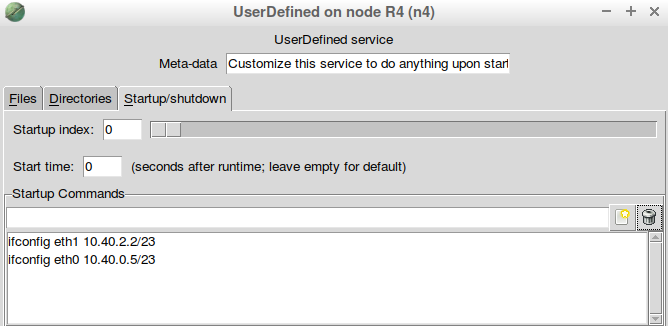 UserDefined on node R4 (n4)
UserDefined service
Meta-data Customize this service to do anything upon start
Files Directories Startup/shutdown
Startup index: 0
Start time: 0 (seconds after runtime; leave empty for default)
Startup Commands
ifconfig eth1 10.40.2.2/23
ifconfig eth0 10.40.0.5/23